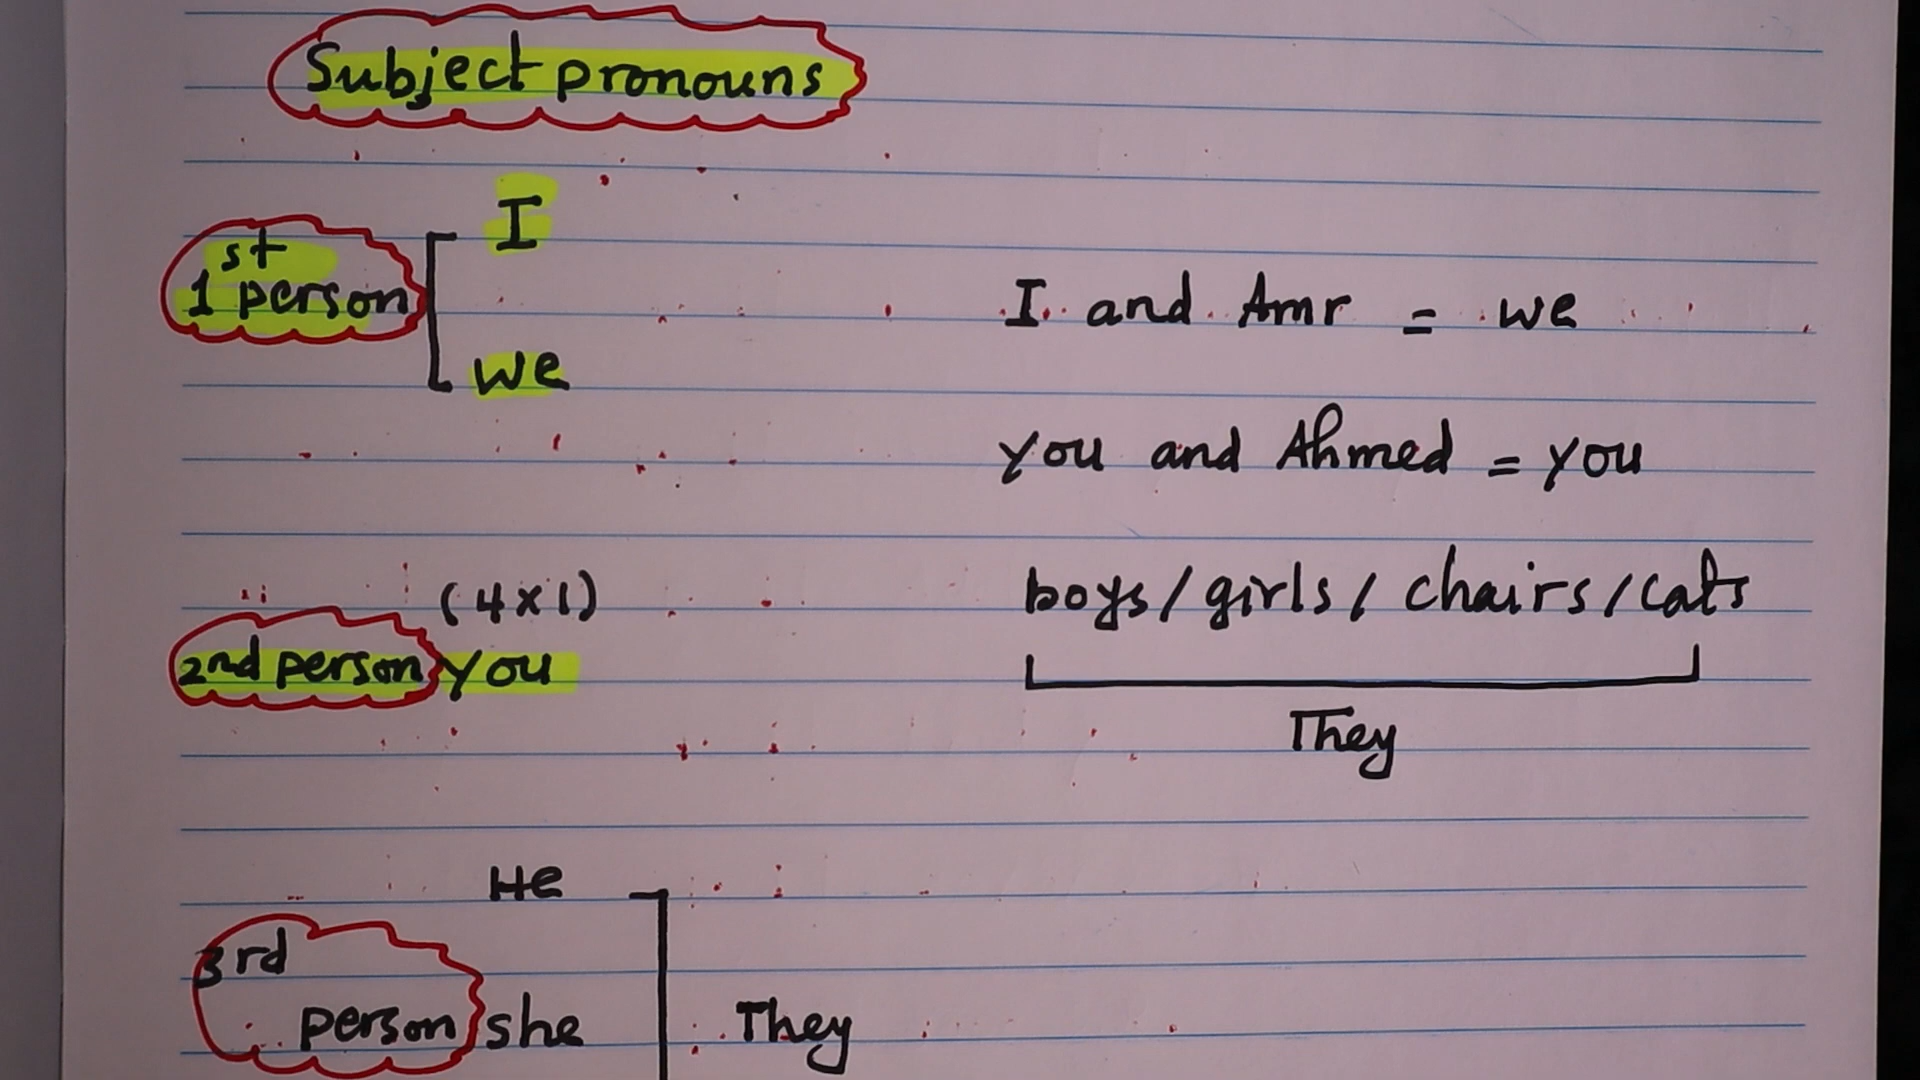 Subject pronouns
I
1st person
we
I and Amr = we
you and Ahmed = you
(4x1)
2nd person you
boys/girls/chairs/cats
They
He
3rd
person she
They